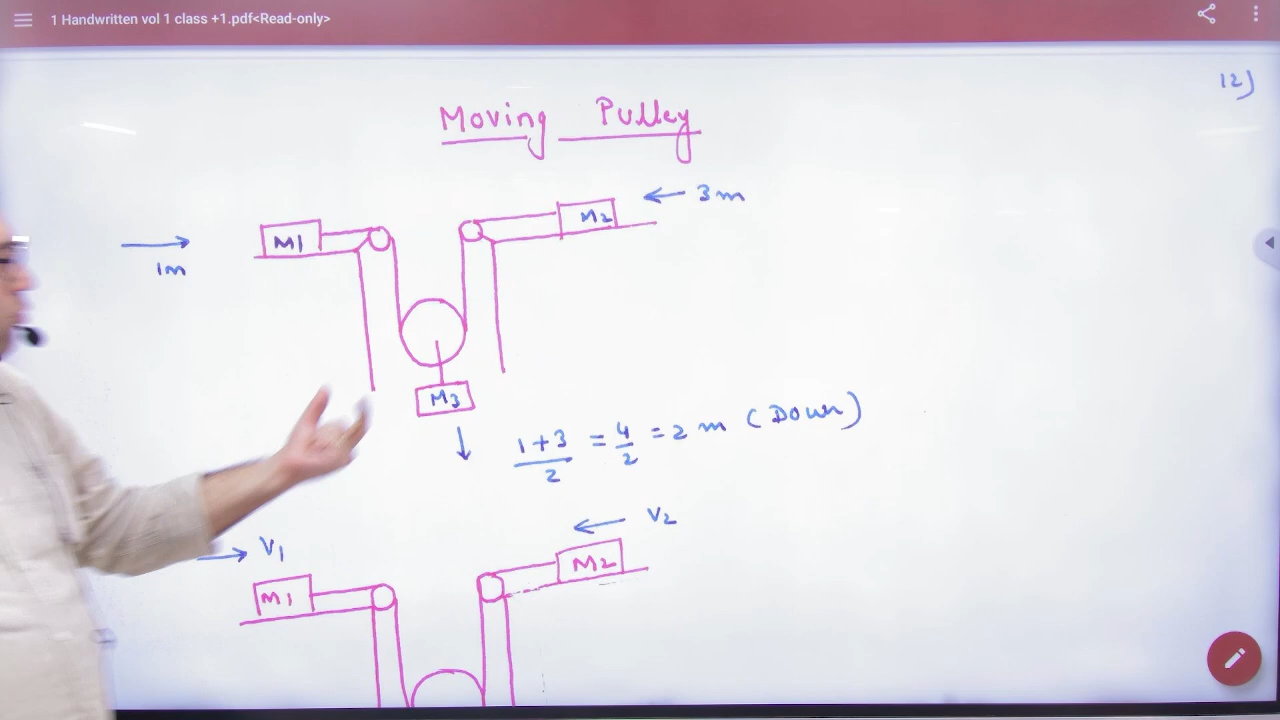 1 Handwritten vol 1 class +1.pdf<Read-only>
12)
Moving Pulley
← 3m
M1
M2
1m
M3
↓ 1+3/2 = 4/2 = 2 m (Down)
← V2
→ V1
M1
M2